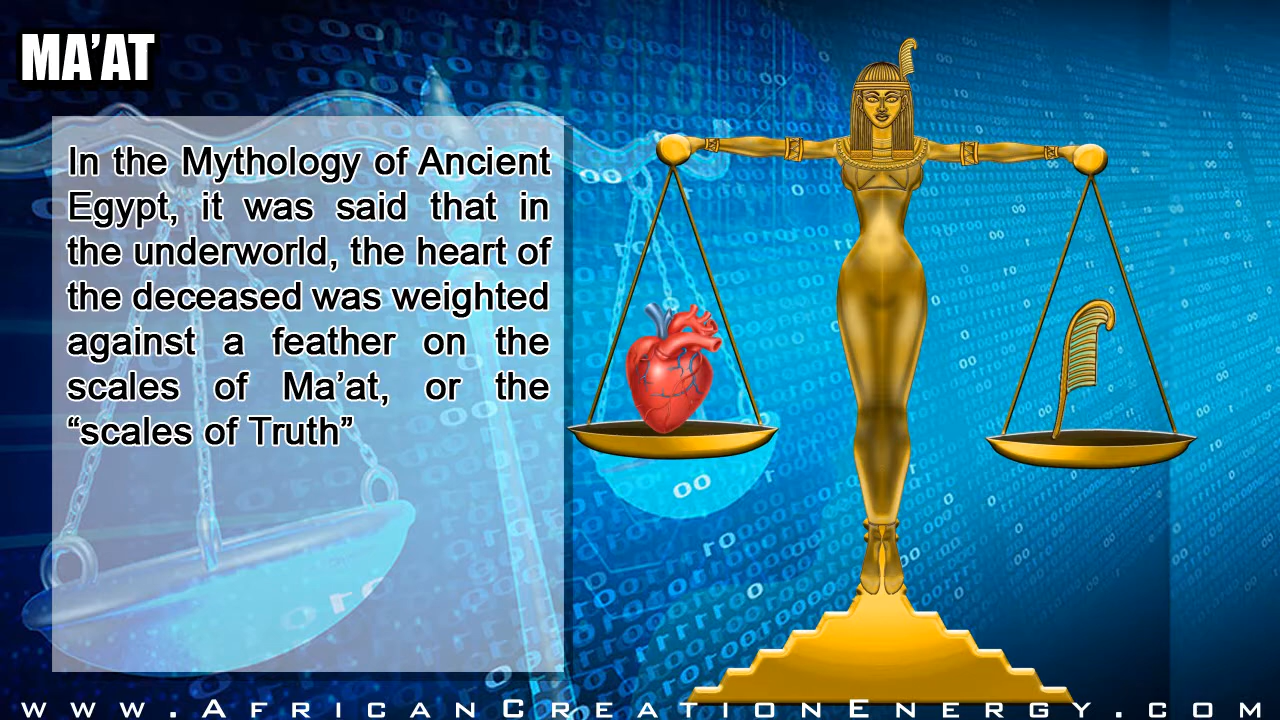 MA’AT
In the Mythology of Ancient
Egypt, it was said that in
the underworld, the heart of
the deceased was weighted
against a feather on the
scales of Ma’at, or the
“scales of Truth”
www.AfricanCreationEnergy.com